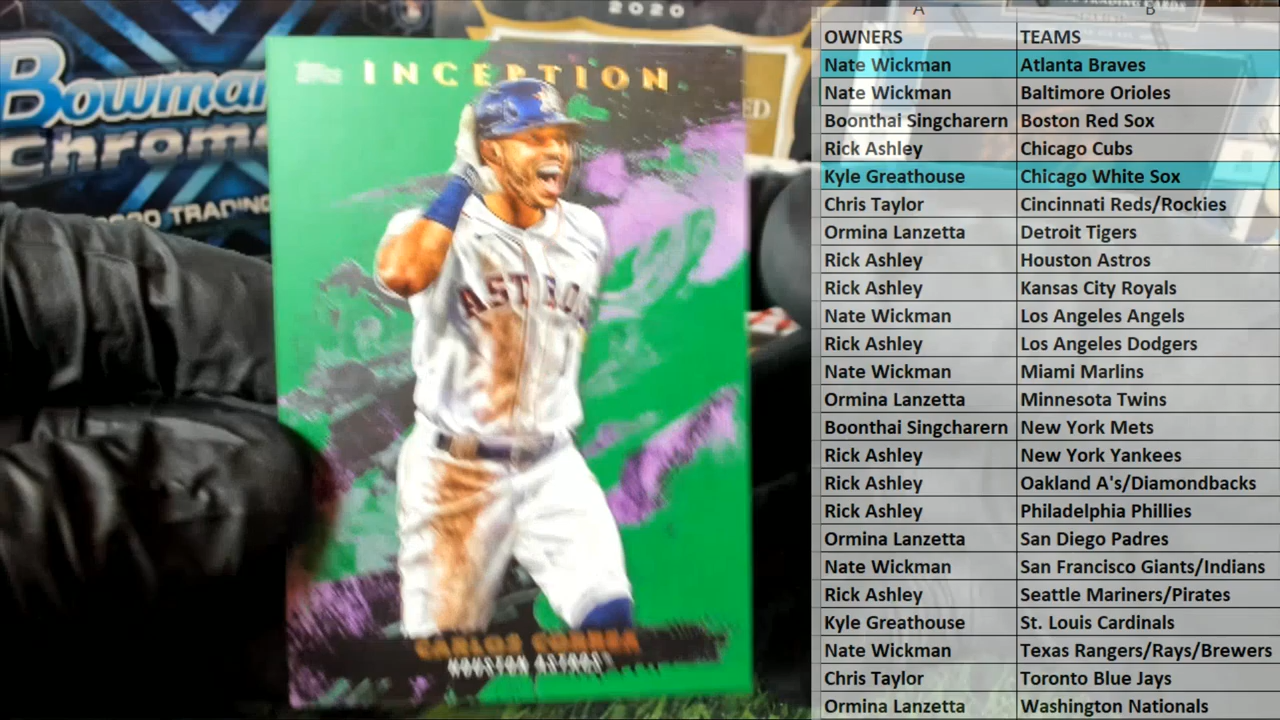 2020
Bowman
chrome
2020 TRADING
ED
Topps INCEPTION
ASTROS
CARLOS CORREA
HOUSTON ASTROS
A B
OWNERS TEAMS
Nate Wickman Atlanta Braves
Nate Wickman Baltimore Orioles
Boonthai Singcharern Boston Red Sox
Rick Ashley Chicago Cubs
Kyle Greathouse Chicago White Sox
Chris Taylor Cincinnati Reds/Rockies
Ormina Lanzetta Detroit Tigers
Rick Ashley Houston Astros
Rick Ashley Kansas City Royals
Nate Wickman Los Angeles Angels
Rick Ashley Los Angeles Dodgers
Nate Wickman Miami Marlins
Ormina Lanzetta Minnesota Twins
Boonthai Singcharern New York Mets
Rick Ashley New York Yankees
Rick Ashley Oakland A's/Diamondbacks
Rick Ashley Philadelphia Phillies
Ormina Lanzetta San Diego Padres
Nate Wickman San Francisco Giants/Indians
Rick Ashley Seattle Mariners/Pirates
Kyle Greathouse St. Louis Cardinals
Nate Wickman Texas Rangers/Rays/Brewers
Chris Taylor Toronto Blue Jays
Ormina Lanzetta Washington Nationals